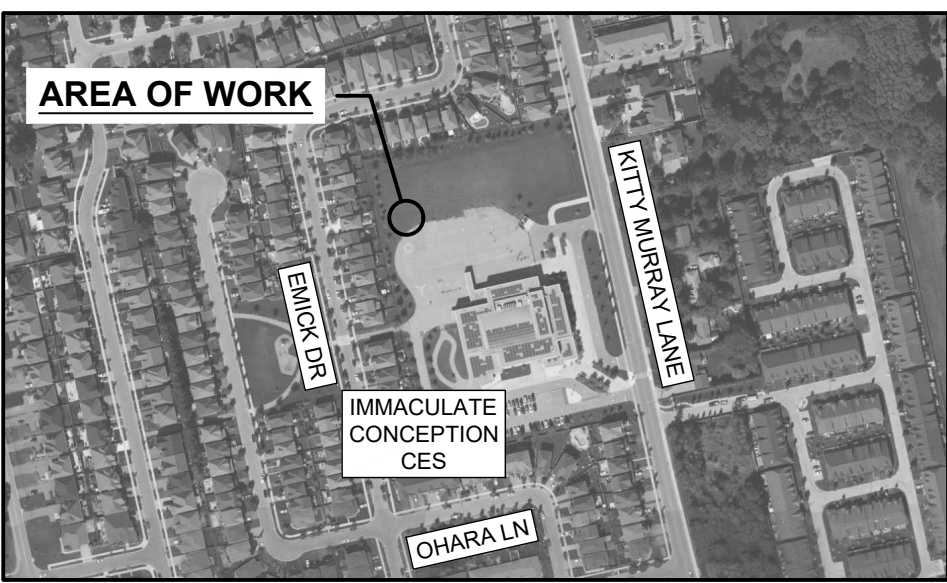 AREA OF WORK
KITTY MURRAY LANE
EMICK DR
IMMACULATE
CONCEPTION
CES
OHARA LN